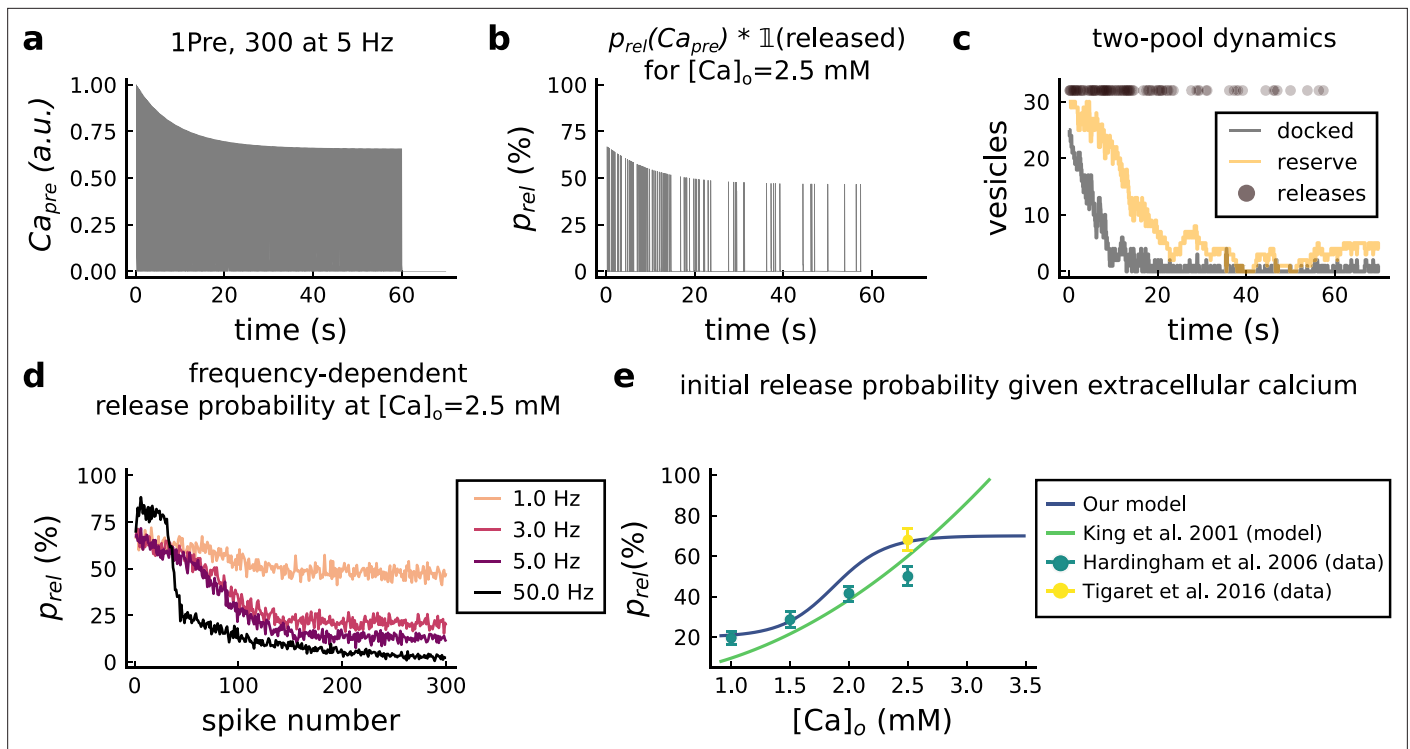 a
1Pre, 300 at 5 Hz
Ca_pre (a.u.)
1.00
0.75
0.50
0.25
0.00
0 20 40 60
time (s)
b
p_rel(Ca_pre) * 𝟙(released)
for [Ca]_o=2.5 mM
p_rel (%)
100
75
50
25
0
0 20 40 60
time (s)
c
two-pool dynamics
vesicles
30
20
10
0
docked
reserve
releases
0 20 40 60
time (s)
d
frequency-dependent
release probability at [Ca]_o=2.5 mM
p_rel (%)
100
75
50
25
0
1.0 Hz
3.0 Hz
5.0 Hz
50.0 Hz
0 100 200 300
spike number
e
initial release probability given extracellular calcium
p_rel(%)
100
80
60
40
20
Our model
King et al. 2001 (model)
Hardingham et al. 2006 (data)
Tigaret et al. 2016 (data)
1.0 1.5 2.0 2.5 3.0 3.5
[Ca]_o (mM)